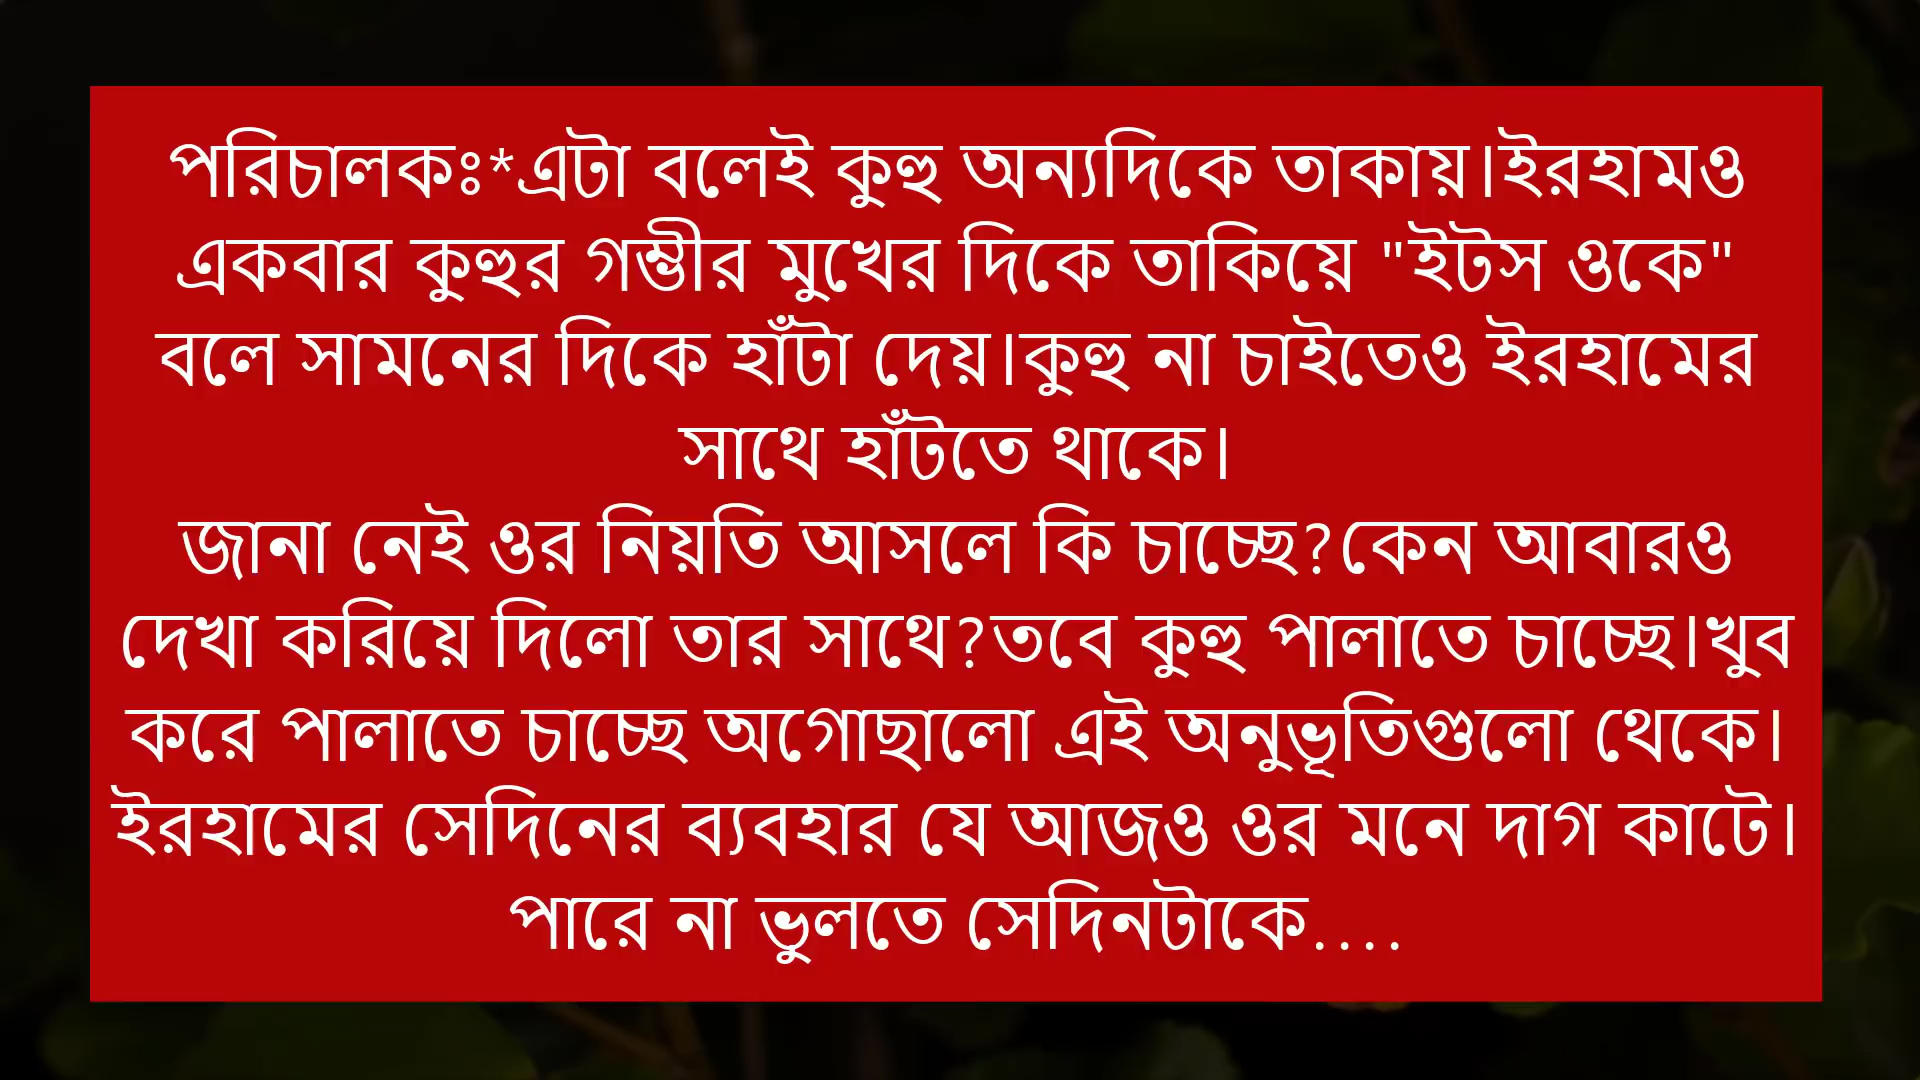 পরিচালকঃ*এটা বলেই কুহু অন্যদিকে তাকায়।ইরহামও
একবার কুহুর গম্ভীর মুখের দিকে তাকিয়ে "ইটস ওকে"
বলে সামনের দিকে হাঁটা দেয়।কুহু না চাইতেও ইরহামের
সাথে হাঁটতে থাকে।
জানা নেই ওর নিয়তি আসলে কি চাচ্ছে?কেন আবারও
দেখা করিয়ে দিলো তার সাথে?তবে কুহু পালাতে চাচ্ছে।খুব
করে পালাতে চাচ্ছে অগোছালো এই অনুভূতিগুলো থেকে।
ইরহামের সেদিনের ব্যবহার যে আজও ওর মনে দাগ কাটে।
পারে না ভুলতে সেদিনটাকে....